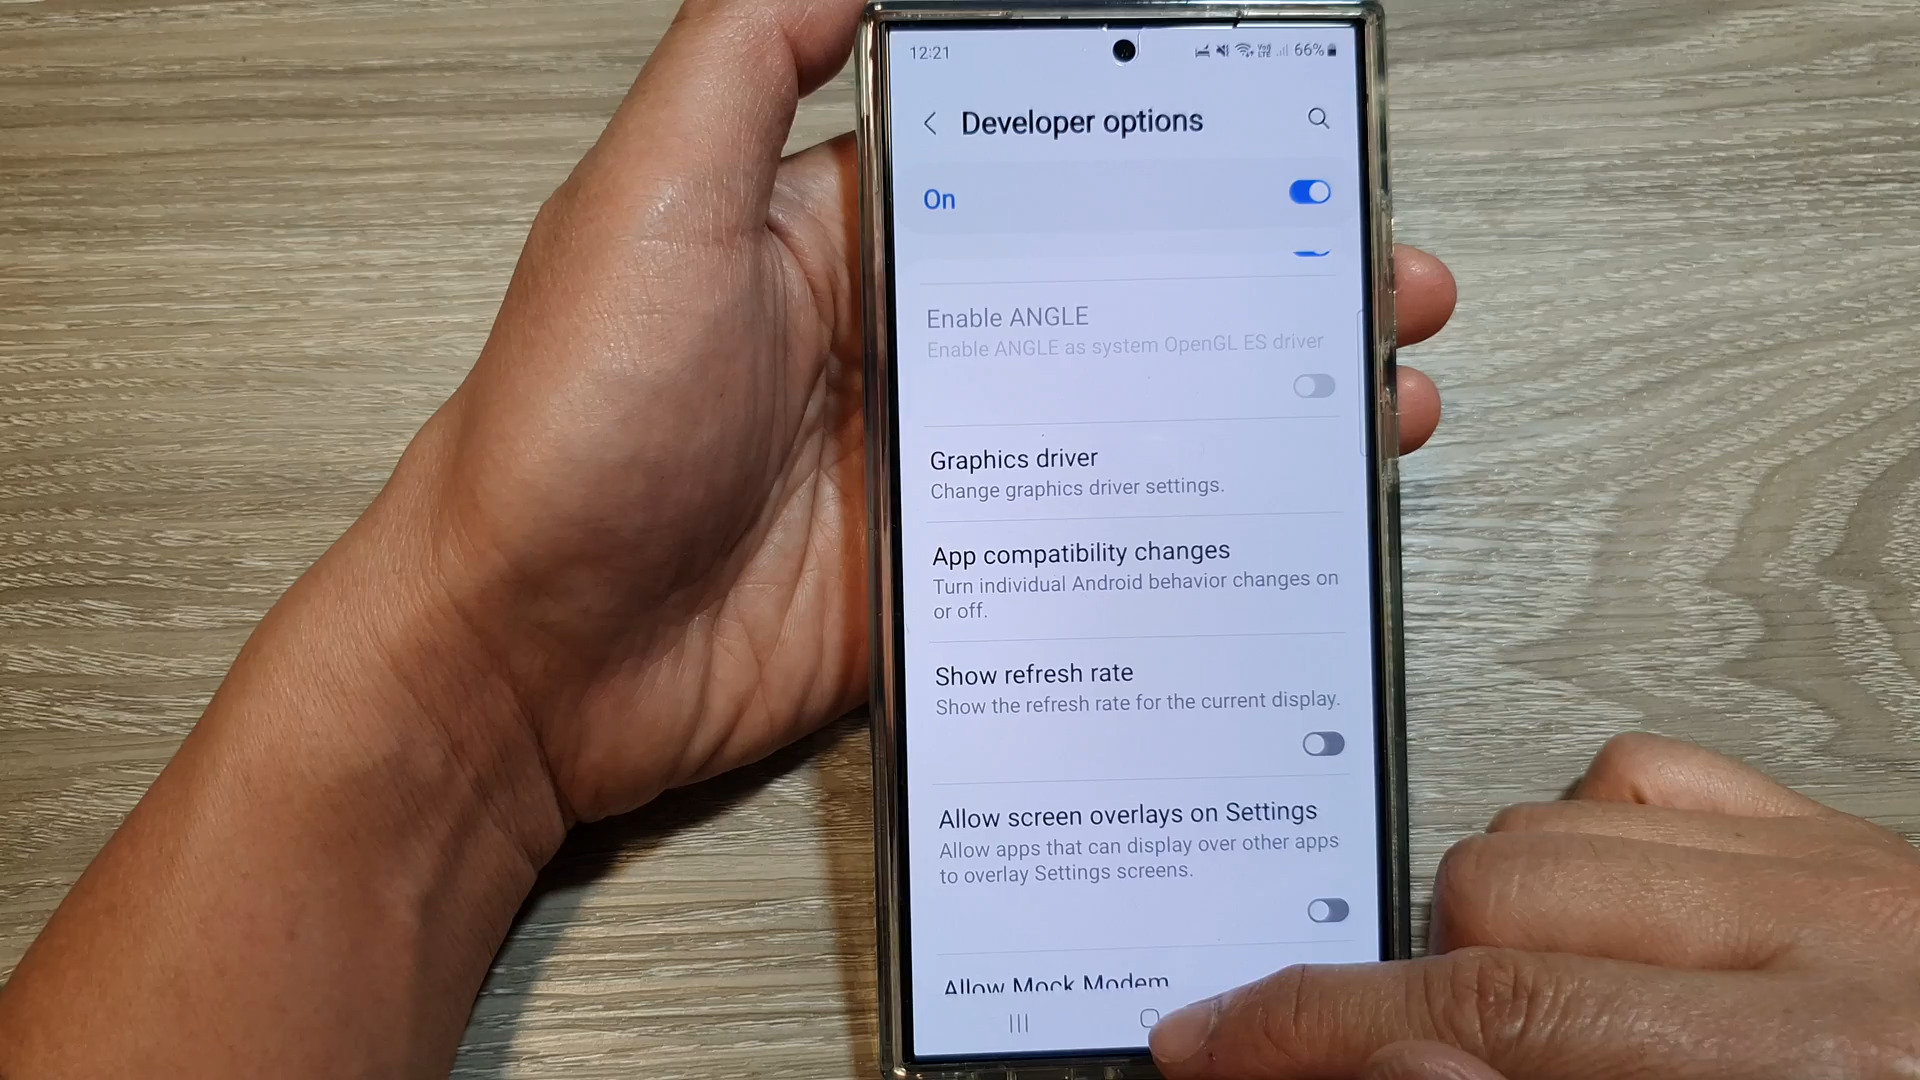 12:21
66%
Developer options
On
Enable ANGLE
Enable ANGLE as system OpenGL ES driver
Graphics driver
Change graphics driver settings.
App compatibility changes
Turn individual Android behavior changes on
or off.
Show refresh rate
Show the refresh rate for the current display.
Allow screen overlays on Settings
Allow apps that can display over other apps
to overlay Settings screens.
Allow Mock Modem